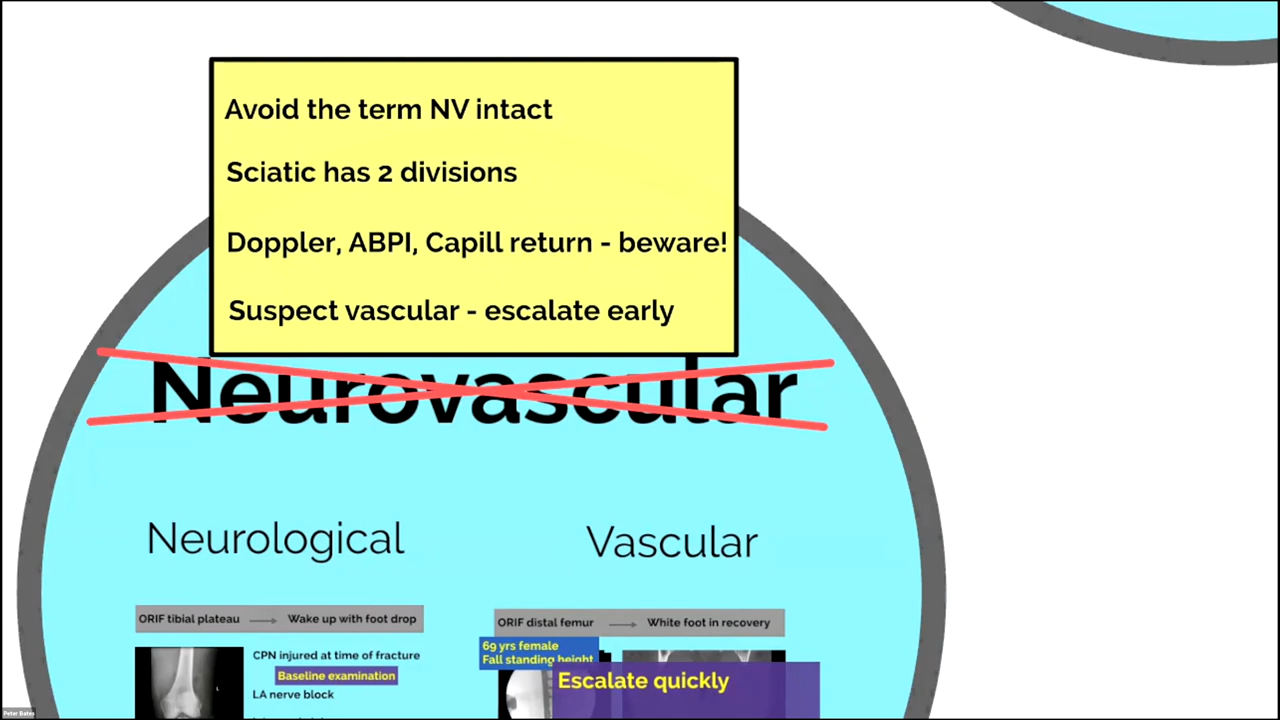 Avoid the term NV intact
Sciatic has 2 divisions
Doppler, ABPI, Capill return - beware!
Suspect vascular - escalate early
Neurovascular
Neurological
Vascular
ORIF tibial plateau → Wake up with foot drop
CPN injured at time of fracture
Baseline examination
LA nerve block
ORIF distal femur → White foot in recovery
69 yrs female
Fall standing height
Escalate quickly
Peter Bates